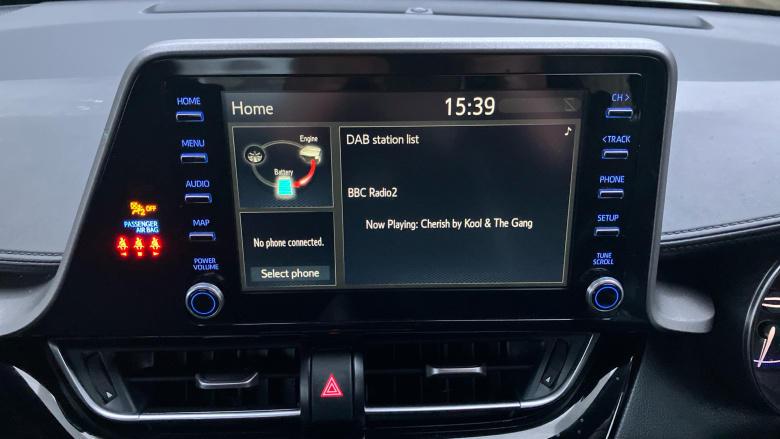 HOME
MENU
AUDIO
MAP
POWER
VOLUME
OFF
PASSENGER
AIR BAG
Home
15:39
Engine
Battery
No phone connected.
Select phone
DAB station list
BBC Radio2
Now Playing: Cherish by Kool & The Gang
CH >
< TRACK
PHONE
SETUP
TUNE
SCROLL